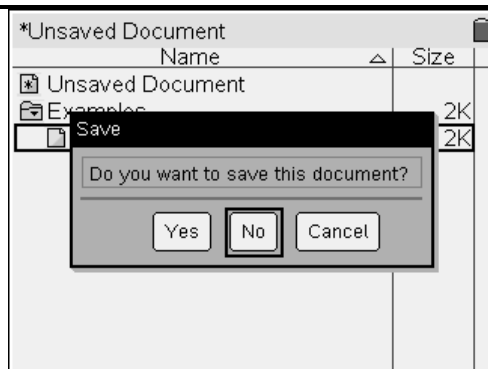 *Unsaved Document
Name Size
Unsaved Document
Examples 2K
2K
Save
Do you want to save this document?
Yes No Cancel